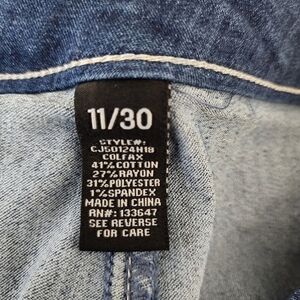 11/30
STYLE#:
CJ50124H18
COLFAX
41%COTTON
27%RAYON
31%POLYESTER
1%SPANDEX
MADE IN CHINA
RN#: 133647
SEE REVERSE
FOR CARE